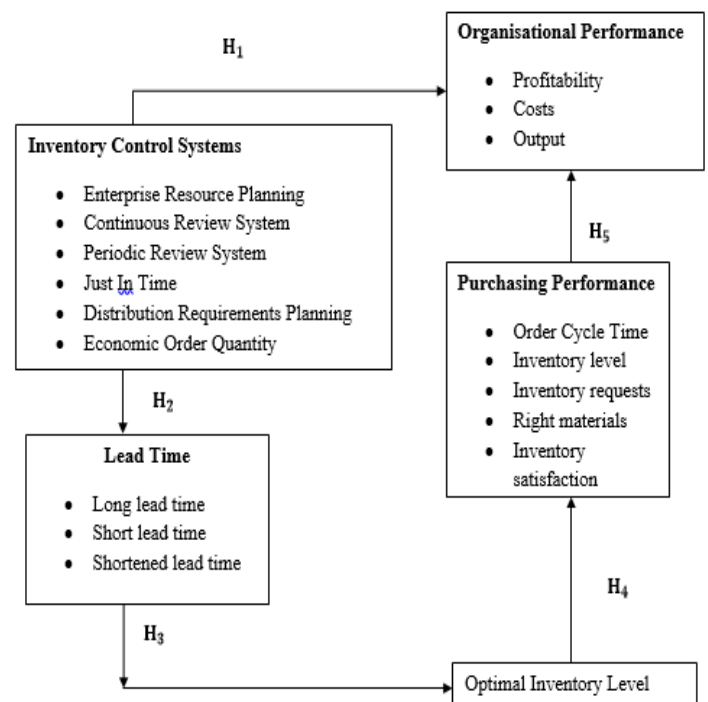 H₁
Organisational Performance
• Profitability
• Costs
• Output
Inventory Control Systems
• Enterprise Resource Planning
• Continuous Review System
• Periodic Review System
• Just In Time
• Distribution Requirements Planning
• Economic Order Quantity
H₅
Purchasing Performance
• Order Cycle Time
• Inventory level
• Inventory requests
• Right materials
• Inventory
satisfaction
H₂
Lead Time
• Long lead time
• Short lead time
• Shortened lead time
H₄
H₃
Optimal Inventory Level